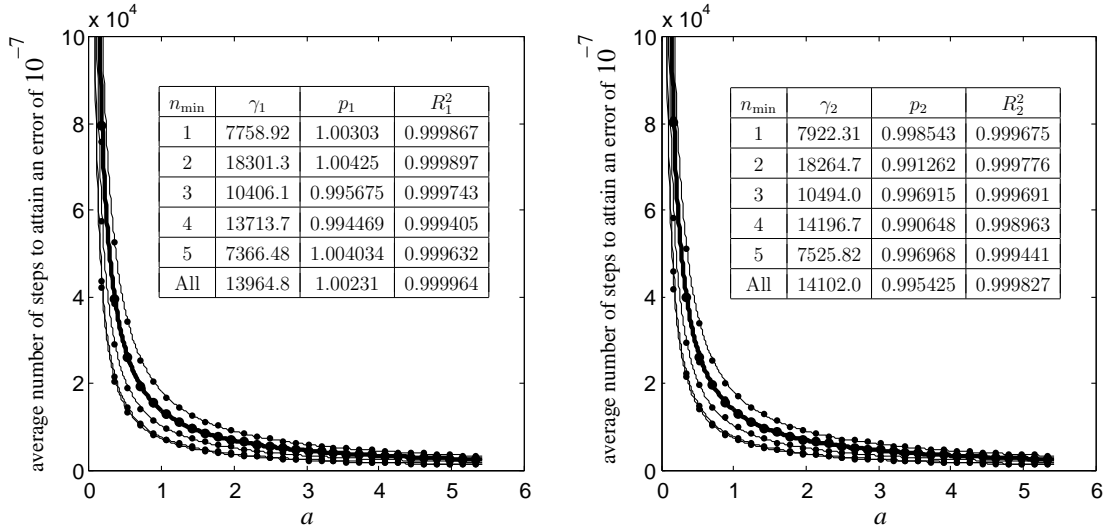 x 10^4
average number of steps to attain an error of 10^−7
10
8
6
4
2
0
n_min γ_1 p_1 R_1^2
1 7758.92 1.00303 0.999867
2 18301.3 1.00425 0.999897
3 10406.1 0.995675 0.999743
4 13713.7 0.994469 0.999405
5 7366.48 1.004034 0.999632
All 13964.8 1.00231 0.999964
0 1 2 3 4 5 6
a
x 10^4
average number of steps to attain an error of 10^−7
10
8
6
4
2
0
n_min γ_2 p_2 R_2^2
1 7922.31 0.998543 0.999675
2 18264.7 0.991262 0.999776
3 10494.0 0.996915 0.999691
4 14196.7 0.990648 0.998963
5 7525.82 0.996968 0.999441
All 14102.0 0.995425 0.999827
0 1 2 3 4 5 6
a